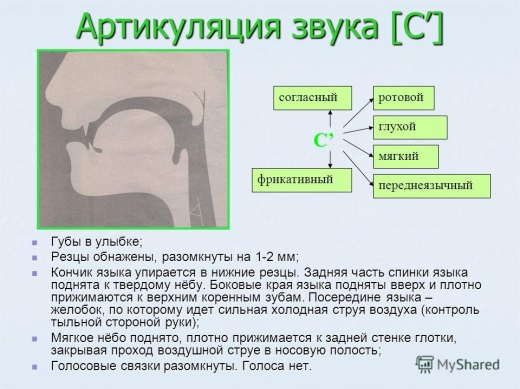 Артикуляция звука [С’]
согласный
ротовой
глухой
С’
мягкий
фрикативный
переднеязычный
Губы в улыбке;
Резцы обнажены, разомкнуты на 1-2 мм;
Кончик языка упирается в нижние резцы. Задняя часть спинки языка
поднята к твердому нёбу. Боковые края языка подняты вверх и плотно
прижимаются к верхним коренным зубам. Посередине языка –
желобок, по которому идет сильная холодная струя воздуха (контроль
тыльной стороной руки);
Мягкое нёбо поднято, плотно прижимается к задней стенке глотки,
закрывая проход воздушной струе в носовую полость;
Голосовые связки разомкнуты. Голоса нет.
MyShared